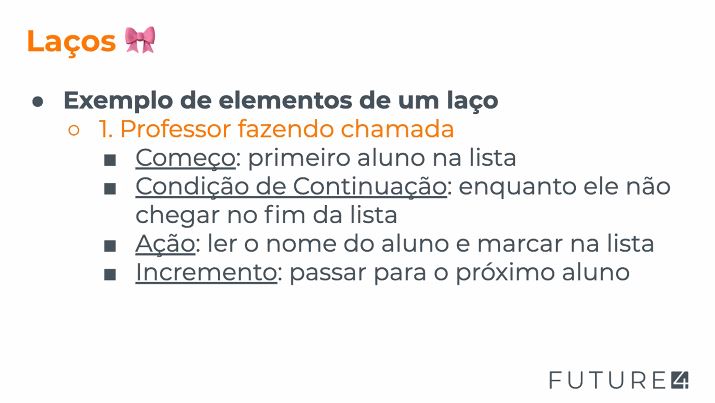 Laços 🎀
● Exemplo de elementos de um laço
○ 1. Professor fazendo chamada
■ Começo: primeiro aluno na lista
■ Condição de Continuação: enquanto ele não
chegar no fim da lista
■ Ação: ler o nome do aluno e marcar na lista
■ Incremento: passar para o próximo aluno
FUTURE4